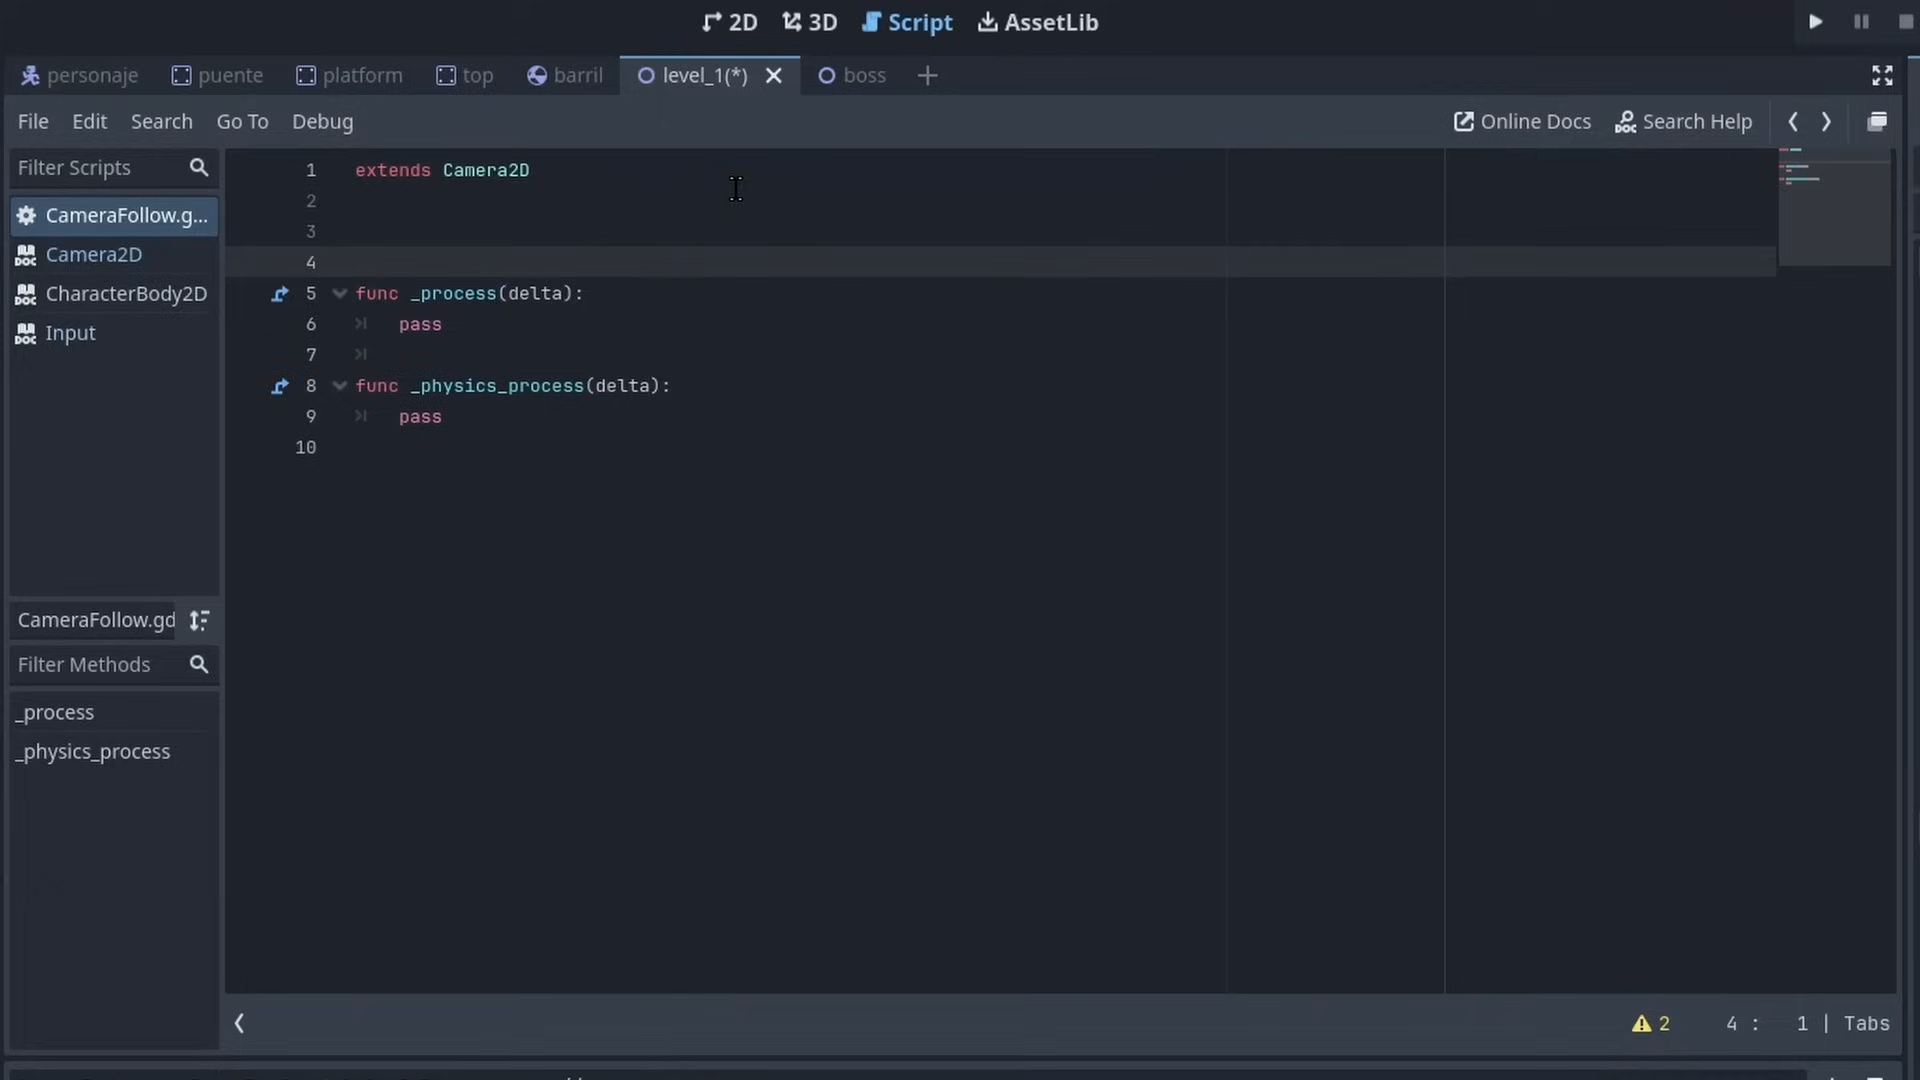 2D 3D Script AssetLib
personaje puente platform top barril level_1(*) boss
File Edit Search Go To Debug Online Docs Search Help
Filter Scripts
CameraFollow.g...
Camera2D
CharacterBody2D
Input
CameraFollow.gd
Filter Methods
_process
_physics_process
1 extends Camera2D
2
3
4
5 func _process(delta):
6 pass
7
8 func _physics_process(delta):
9 pass
10
2 4 : 1 | Tabs